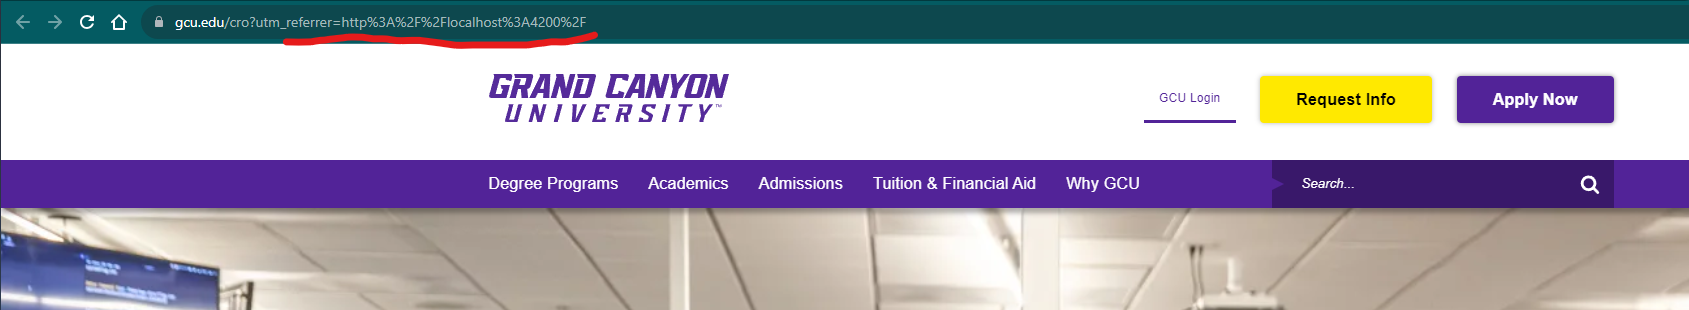 gcu.edu/cro?utm_referrer=http%3A%2F%2Flocalhost%3A4200%2F
GRAND CANYON
UNIVERSITY™
GCU Login
Request Info
Apply Now
Degree Programs Academics Admissions Tuition & Financial Aid Why GCU Search...